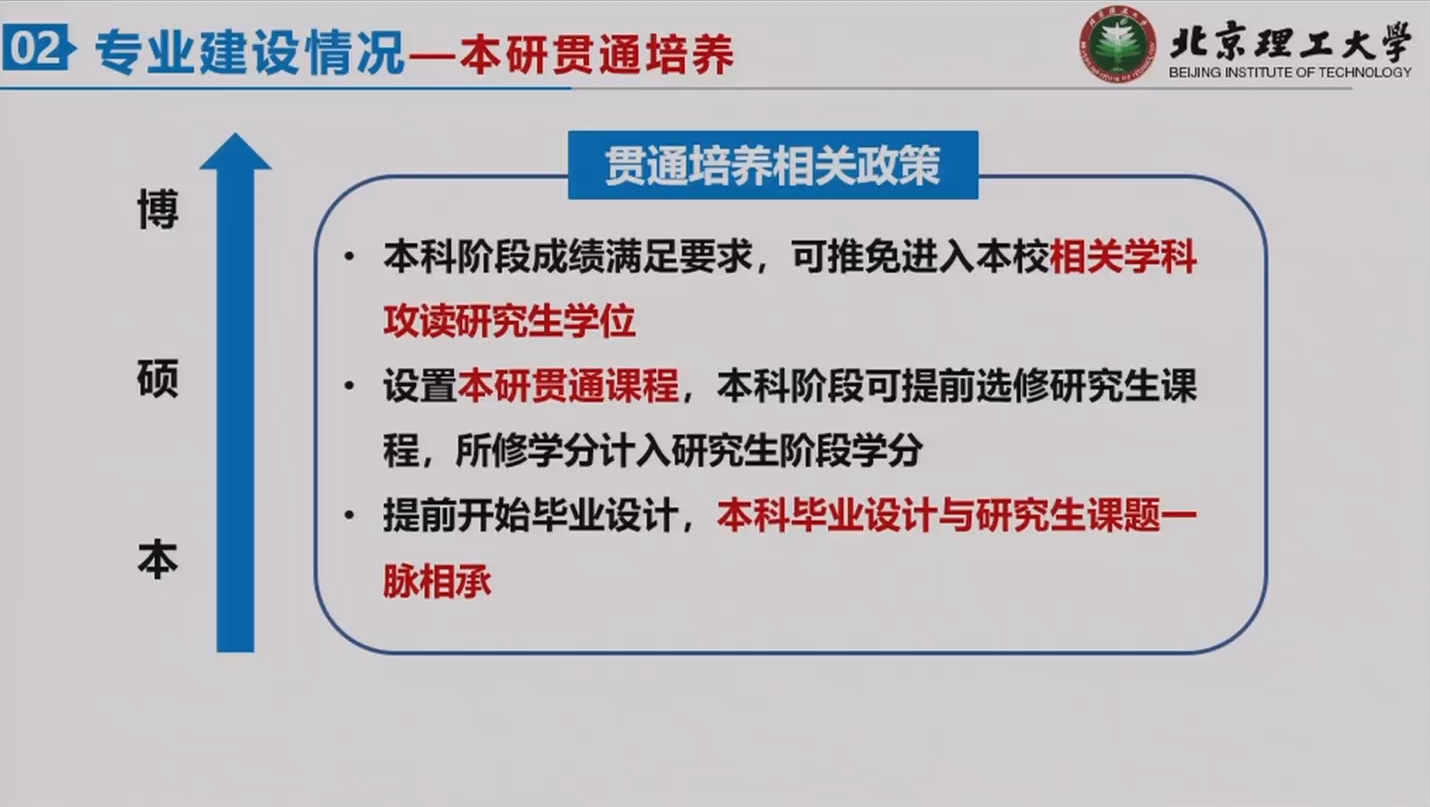 02
专业建设情况—本研贯通培养
北京理工大学
BEIJING INSTITUTE OF TECHNOLOGY
贯通培养相关政策
博
硕
本
• 本科阶段成绩满足要求，可推免进入本校相关学科
攻读研究生学位
• 设置本研贯通课程，本科阶段可提前选修研究生课
程，所修学分计入研究生阶段学分
• 提前开始毕业设计，本科毕业设计与研究生课题一
脉相承